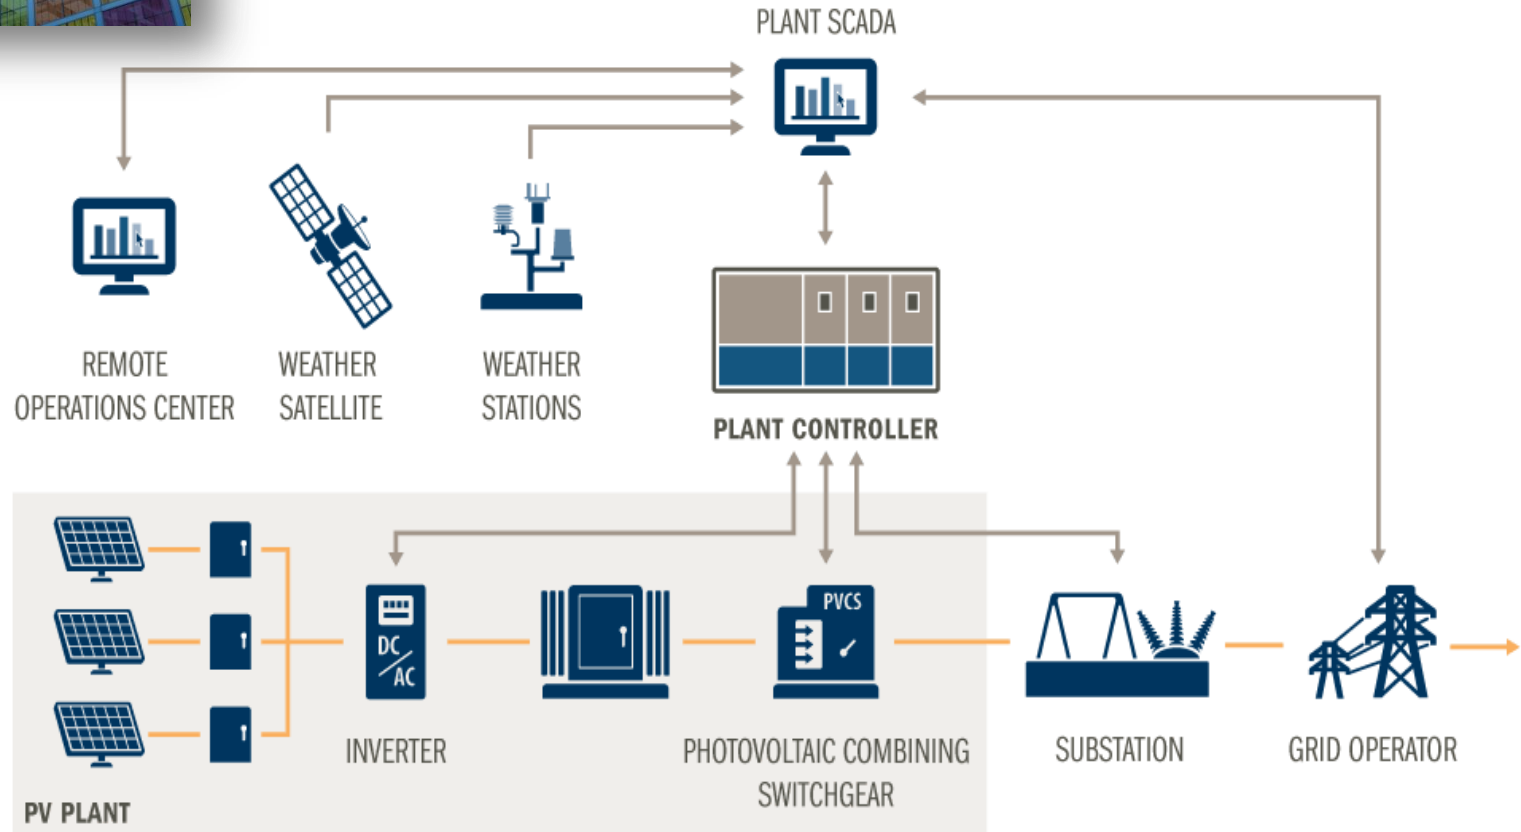 PLANT SCADA
REMOTE
OPERATIONS CENTER
WEATHER
SATELLITE
WEATHER
STATIONS
PLANT CONTROLLER
PVCS
DC
AC
INVERTER
PHOTOVOLTAIC COMBINING
SWITCHGEAR
SUBSTATION
GRID OPERATOR
PV PLANT